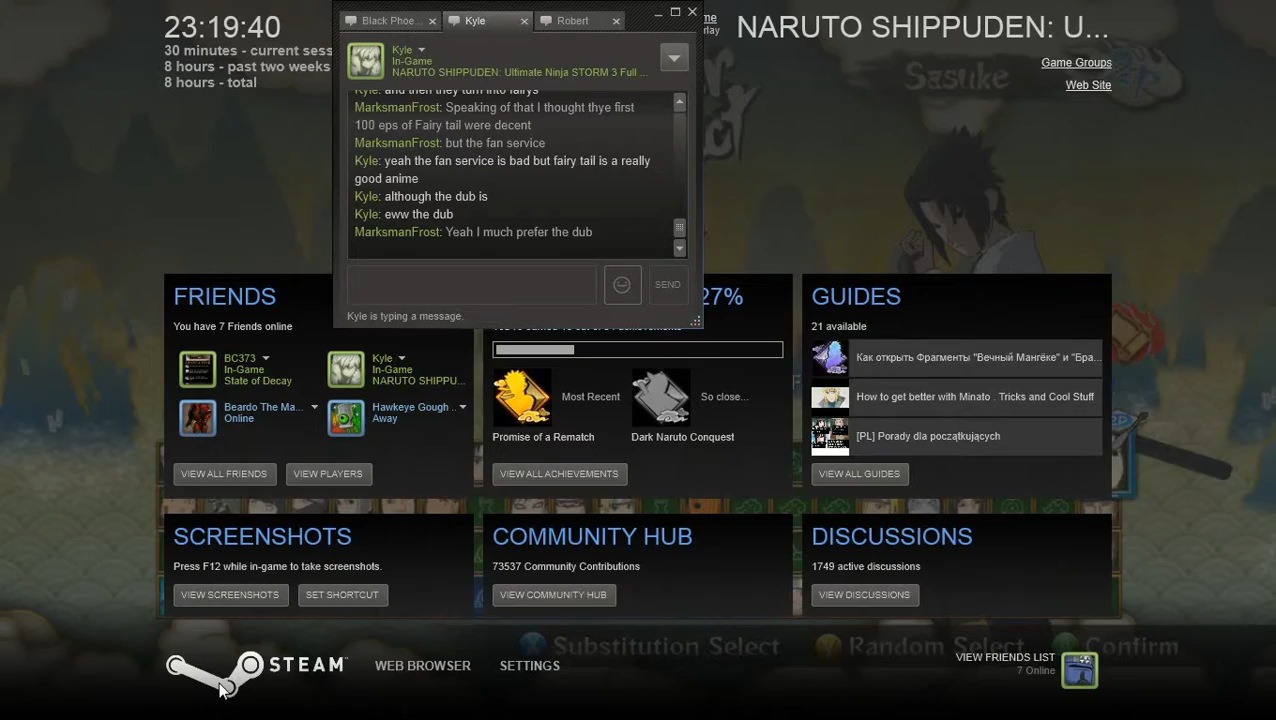 23:19:40
30 minutes - current sess
8 hours - past two weeks
8 hours - total
Black Phoe...
Kyle
Robert
NARUTO SHIPPUDEN: U...
Game Groups
Web Site
Sasuke
Kyle
In-Game
NARUTO SHIPPUDEN: Ultimate Ninja STORM 3 Full ...
Kyle: and then they turn into fairys
MarksmanFrost: Speaking of that I thought thye first
100 eps of Fairy tail were decent
MarksmanFrost: but the fan service
Kyle: yeah the fan service is bad but fairy tail is a really
good anime
Kyle: although the dub is
Kyle: eww the dub
MarksmanFrost: Yeah I much prefer the dub
SEND
Kyle is typing a message.
FRIENDS
You have 7 Friends online
BC373
In-Game
State of Decay
Kyle
In-Game
NARUTO SHIPPU...
Beardo The Ma...
Online
Hawkeye Gough ..
Away
VIEW ALL FRIENDS
VIEW PLAYERS
27%
Most Recent
So close...
Promise of a Rematch
Dark Naruto Conquest
VIEW ALL ACHIEVEMENTS
GUIDES
21 available
Как открыть Фрагменты "Вечный Мангёке" и "Бра...
How to get better with Minato . Tricks and Cool Stuff
[PL] Porady dla początkujących
VIEW ALL GUIDES
SCREENSHOTS
Press F12 while in-game to take screenshots.
VIEW SCREENSHOTS
SET SHORTCUT
COMMUNITY HUB
73537 Community Contributions
VIEW COMMUNITY HUB
DISCUSSIONS
1749 active discussions
VIEW DISCUSSIONS
Substitution Select
Random Select
Confirm
STEAM
WEB BROWSER
SETTINGS
VIEW FRIENDS LIST
7 Online